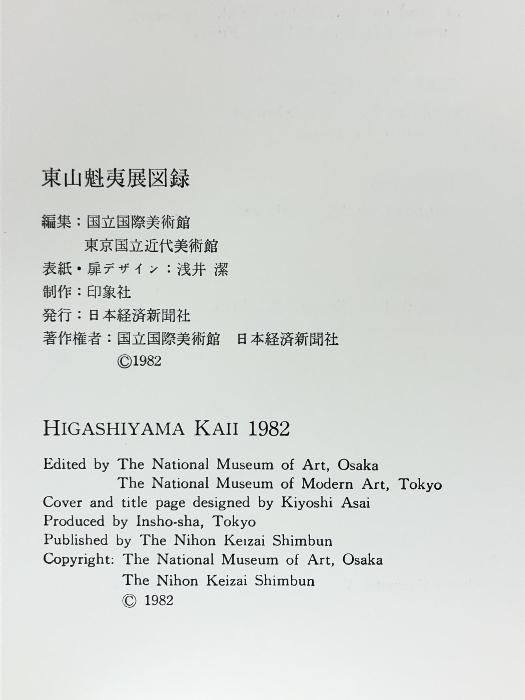 東山魁夷展図録
編集：国立国際美術館
東京国立近代美術館
表紙・扉デザイン：浅井 潔
制作：印象社
発行：日本経済新聞社
著作権者：国立国際美術館 日本経済新聞社
©1982
HIGASHIYAMA KAII 1982
Edited by The National Museum of Art, Osaka
The National Museum of Modern Art, Tokyo
Cover and title page designed by Kiyoshi Asai
Produced by Insho-sha, Tokyo
Published by The Nihon Keizai Shimbun
Copyright: The National Museum of Art, Osaka
The Nihon Keizai Shimbun
© 1982